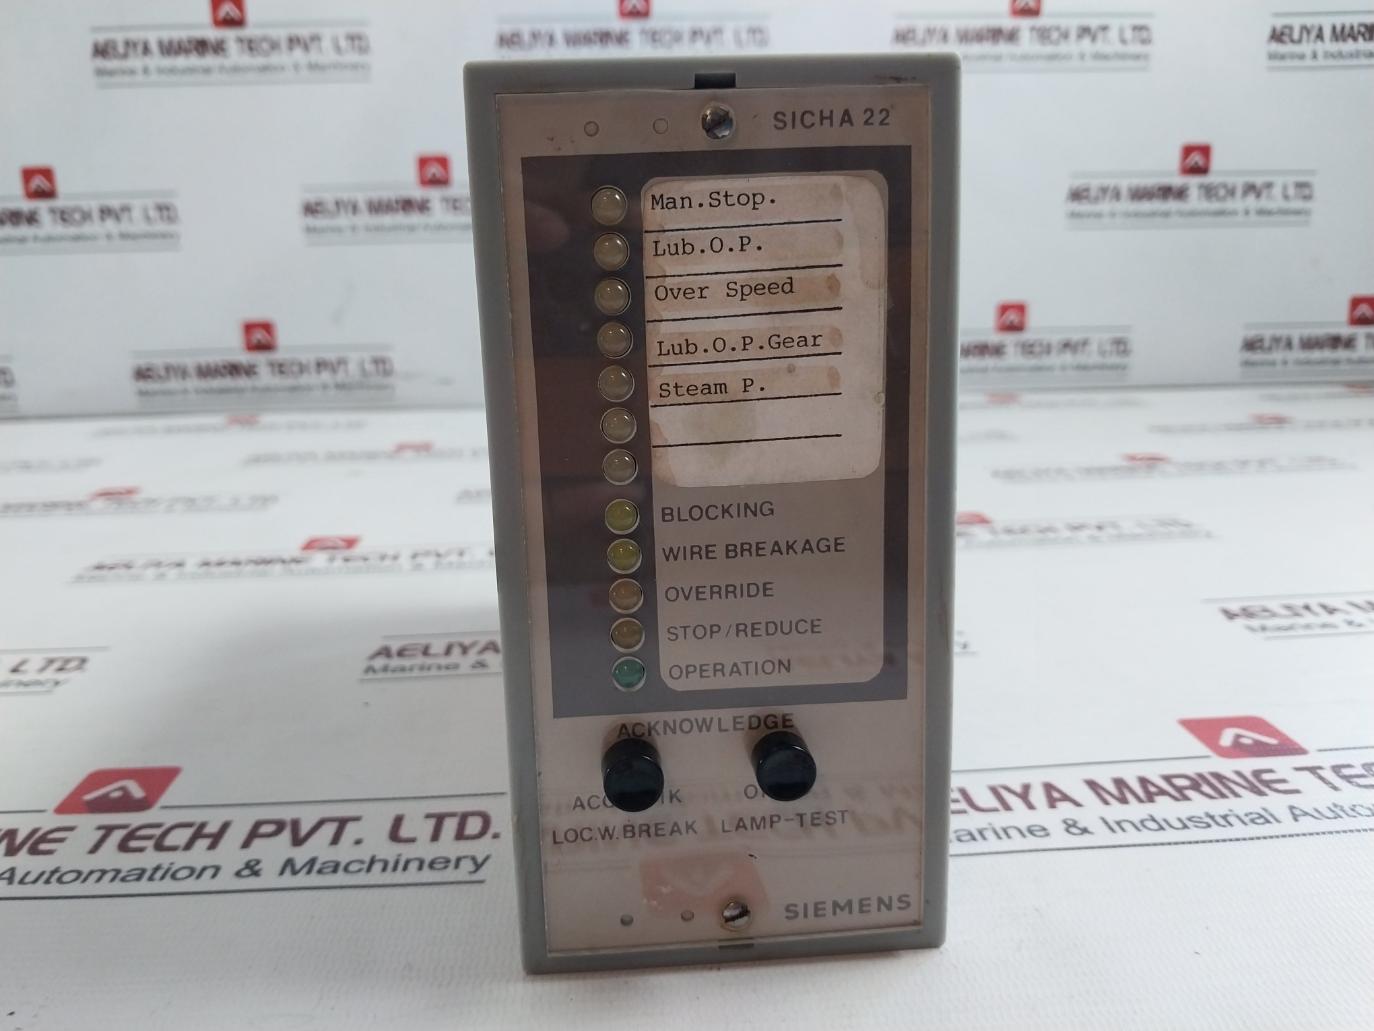 AELIYA MARINE TECH PVT. LTD.
Marine & Industrial Automation & Machinery
SICHA 22
Man.Stop.
Lub.O.P.
Over Speed
Lub.O.P.Gear
Steam P.
BLOCKING
WIRE BREAKAGE
OVERRIDE
STOP/REDUCE
OPERATION
ACKNOWLEDGE
LOC.W.BREAK LAMP-TEST
SIEMENS